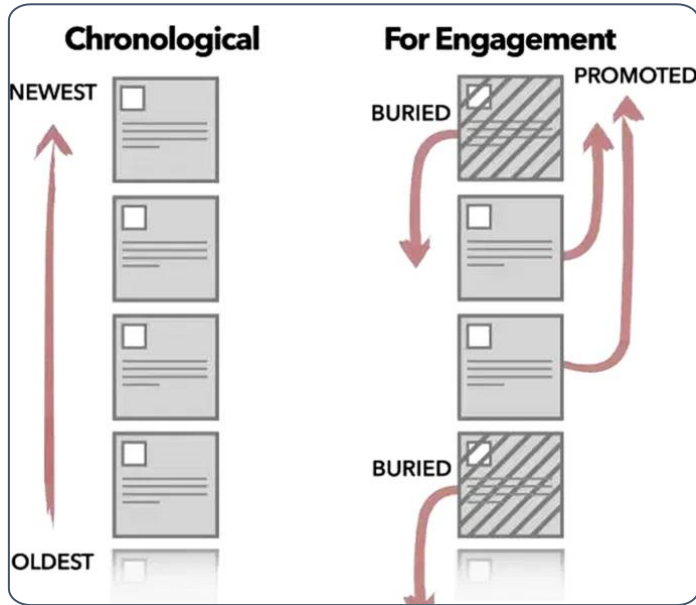 Chronological
For Engagement
NEWEST
PROMOTED
BURIED
BURIED
OLDEST